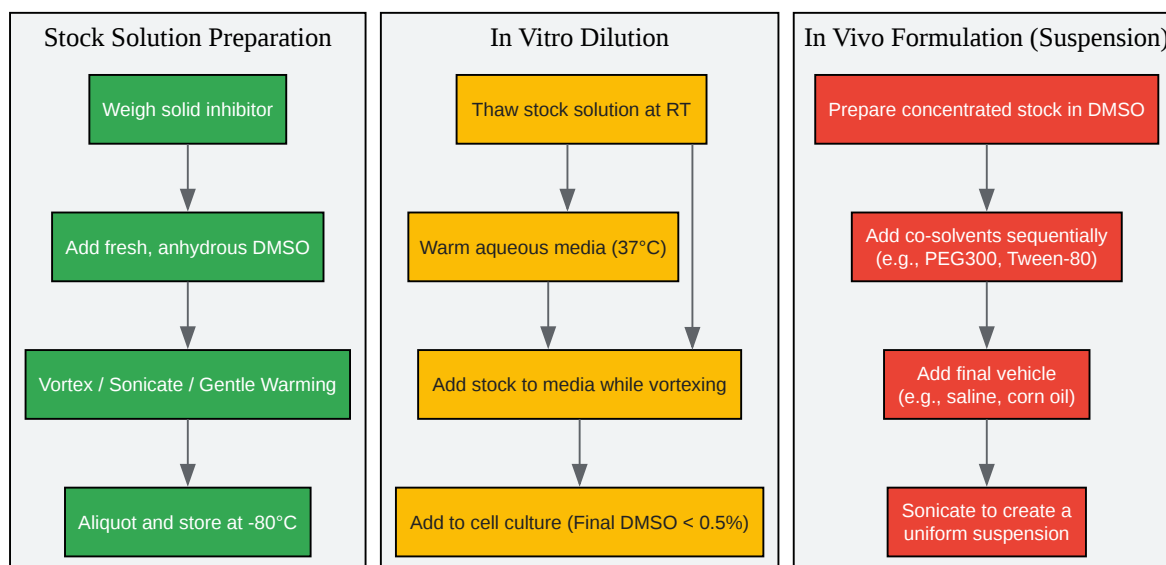 Stock Solution Preparation
Weigh solid inhibitor
Add fresh, anhydrous DMSO
Vortex / Sonicate / Gentle Warming
Aliquot and store at -80°C
In Vitro Dilution
Thaw stock solution at RT
Warm aqueous media (37°C)
Add stock to media while vortexing
Add to cell culture (Final DMSO < 0.5%)
In Vivo Formulation (Suspension)
Prepare concentrated stock in DMSO
Add co-solvents sequentially
(e.g., PEG300, Tween-80)
Add final vehicle
(e.g., saline, corn oil)
Sonicate to create a
uniform suspension